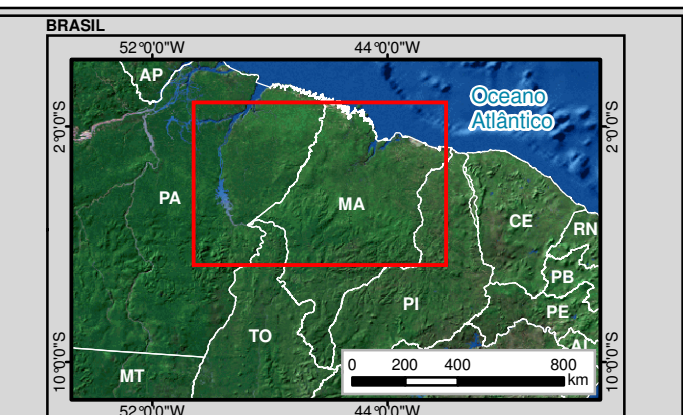 BRASIL
52°0'0"W 44°0'0"W
AP
Oceano
Atlântico
2°0'0"S 2°0'0"S
PA
MA
CE
RN
PB
PI
PE
TO
AL
0 200 400 800
km
MT
10°0'0"S 10°0'0"S
52°0'0"W 44°0'0"W